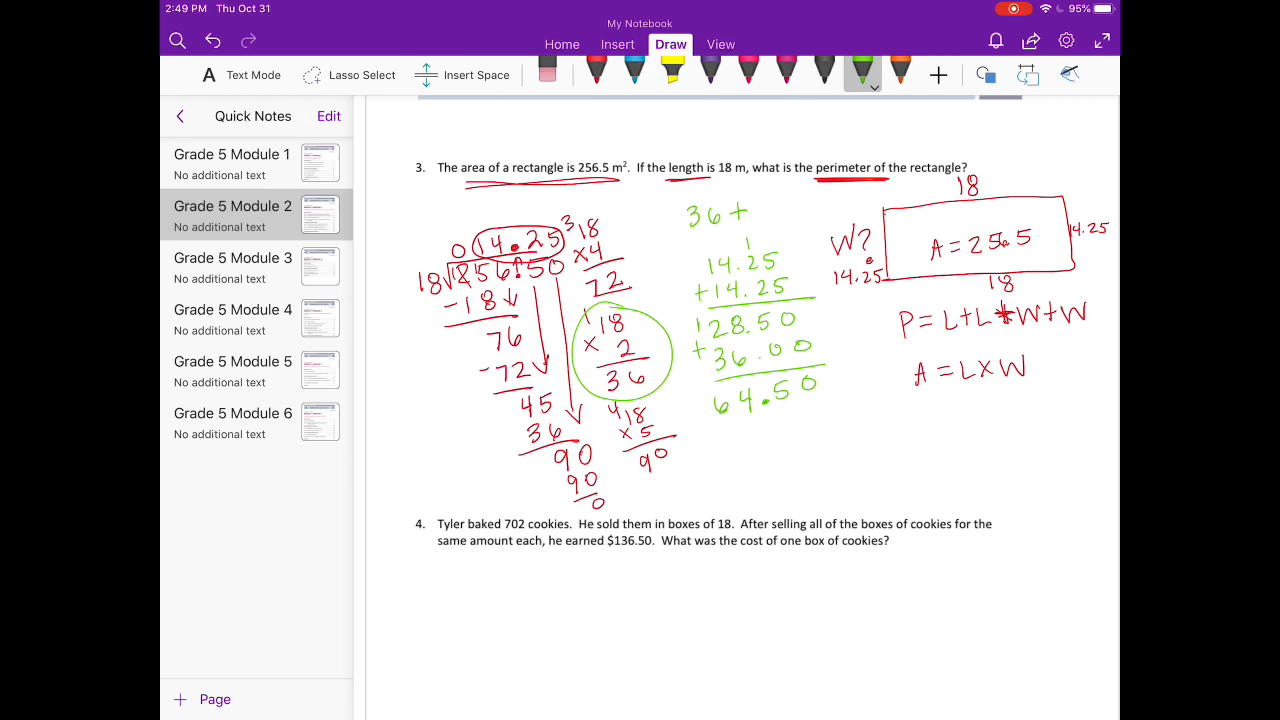 2:49 PM Thu Oct 31
95%
My Notebook
Home Insert Draw View
A Text Mode Lasso Select Insert Space
Quick Notes Edit
Grade 5 Module 1
No additional text
Grade 5 Module 2
No additional text
Grade 5 Module 3
No additional text
Grade 5 Module 4
No additional text
Grade 5 Module 5
No additional text
Grade 5 Module 6
No additional text
+ Page
3. The area of a rectangle is 256.5 m². If the length is 18 m, what is the perimeter of the rectangle?
0 14.25
18 256.50
-18
76
-72
45
36
90
90
0
3
18
x4
72
1
18
x 2
36
4
18
x5
90
36+
1
14.25
+14.25
1
28.50
+36 00
64.50
18
W?
14.25
A = 256.5
14.25
18
P = L+L+W+W
A = L x W
4. Tyler baked 702 cookies. He sold them in boxes of 18. After selling all of the boxes of cookies for the
same amount each, he earned $136.50. What was the cost of one box of cookies?